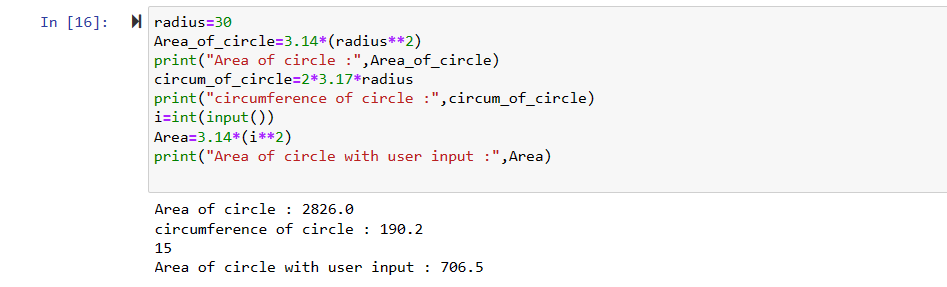 In [16]: radius=30
Area_of_circle=3.14*(radius**2)
print("Area of circle :",Area_of_circle)
circum_of_circle=2*3.17*radius
print("circumference of circle :",circum_of_circle)
i=int(input())
Area=3.14*(i**2)
print("Area of circle with user input :",Area)
Area of circle : 2826.0
circumference of circle : 190.2
15
Area of circle with user input : 706.5